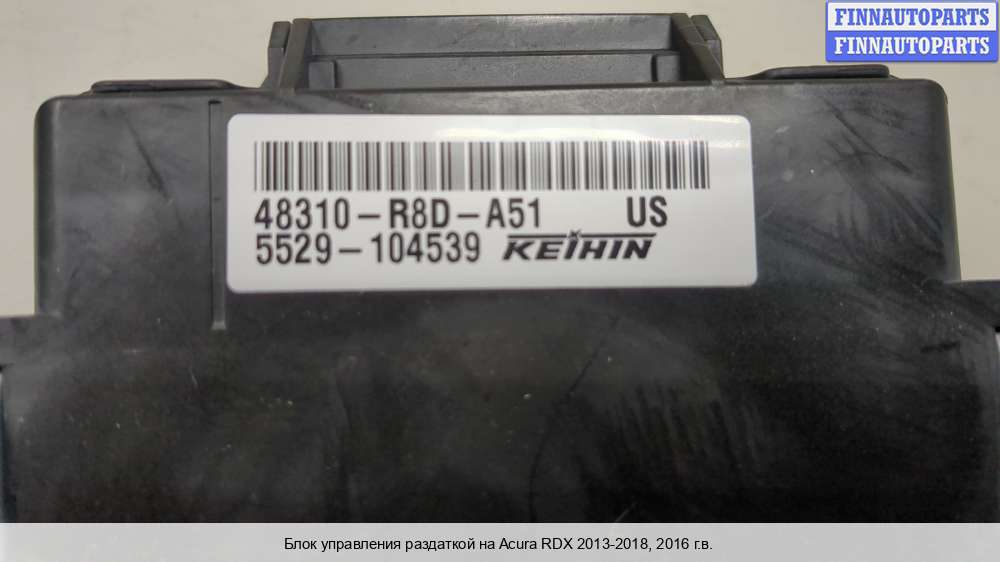 FINNAUTOPARTS
FINNAUTOPARTS
48310-R8D-A51 US
5529-104539 KEIHIN
Блок управления раздаткой на Acura RDX 2013-2018, 2016 г.в.